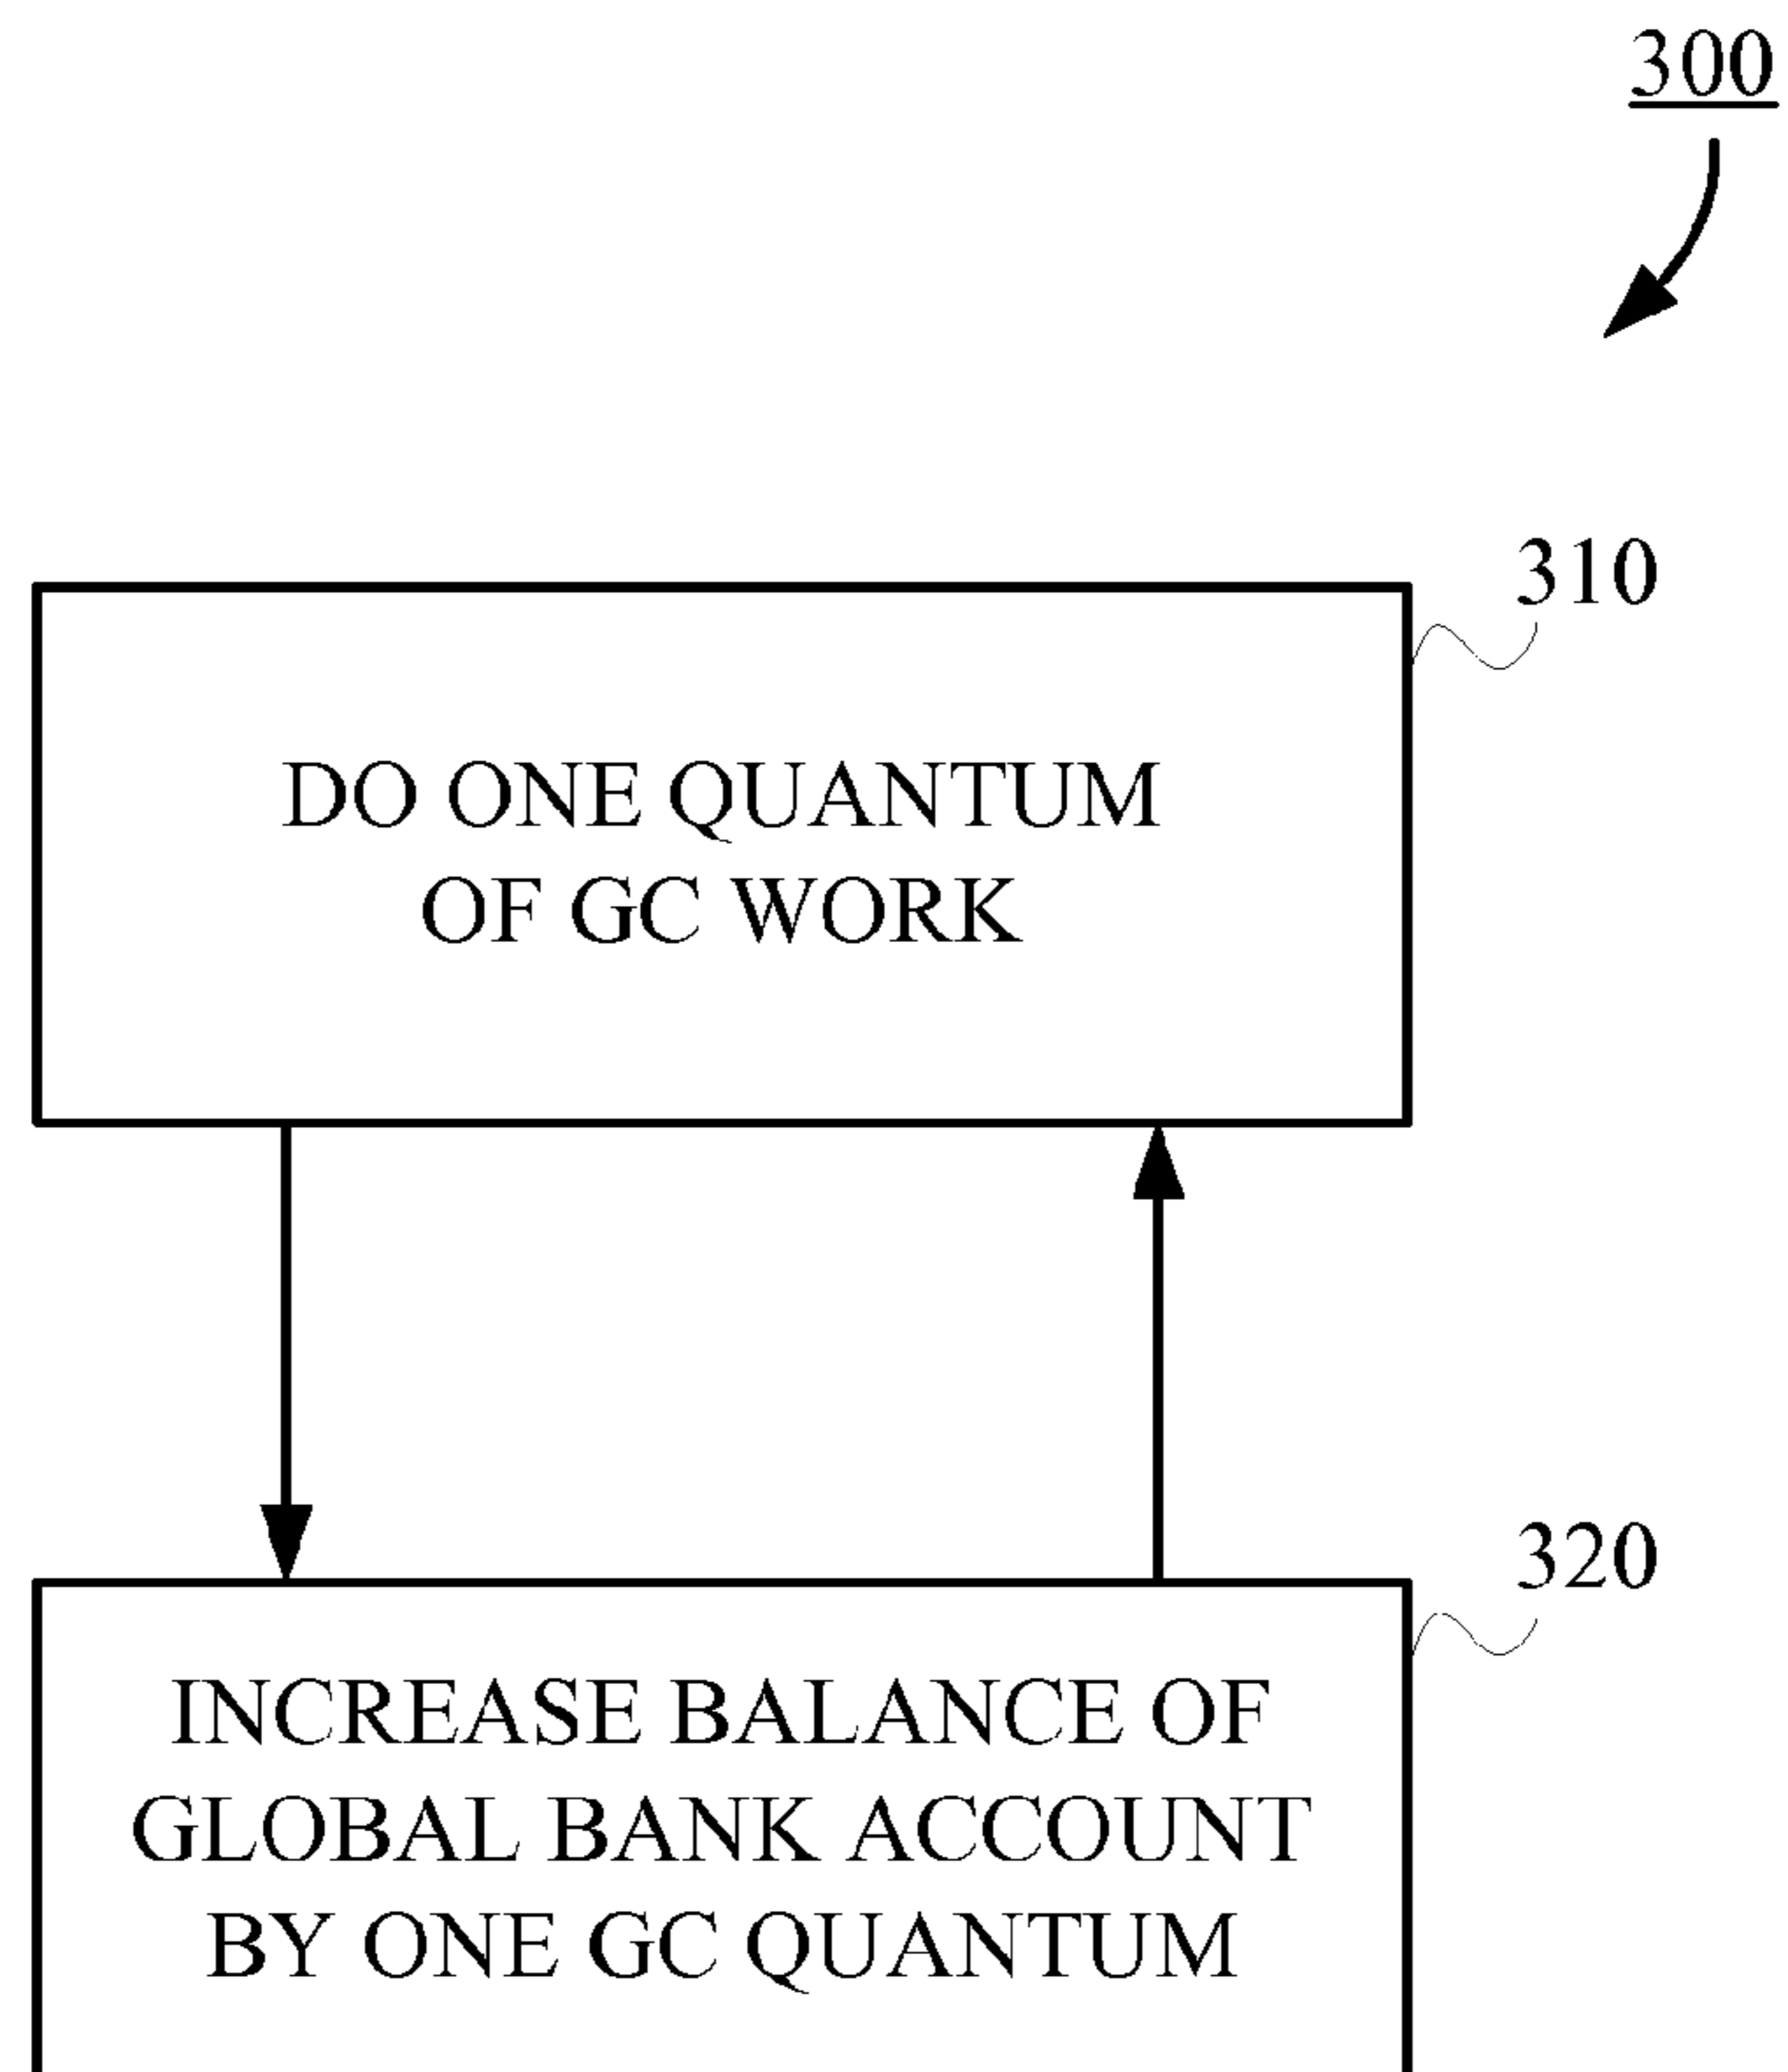 300
310
DO ONE QUANTUM
OF GC WORK
320
INCREASE BALANCE OF
GLOBAL BANK ACCOUNT
BY ONE GC QUANTUM